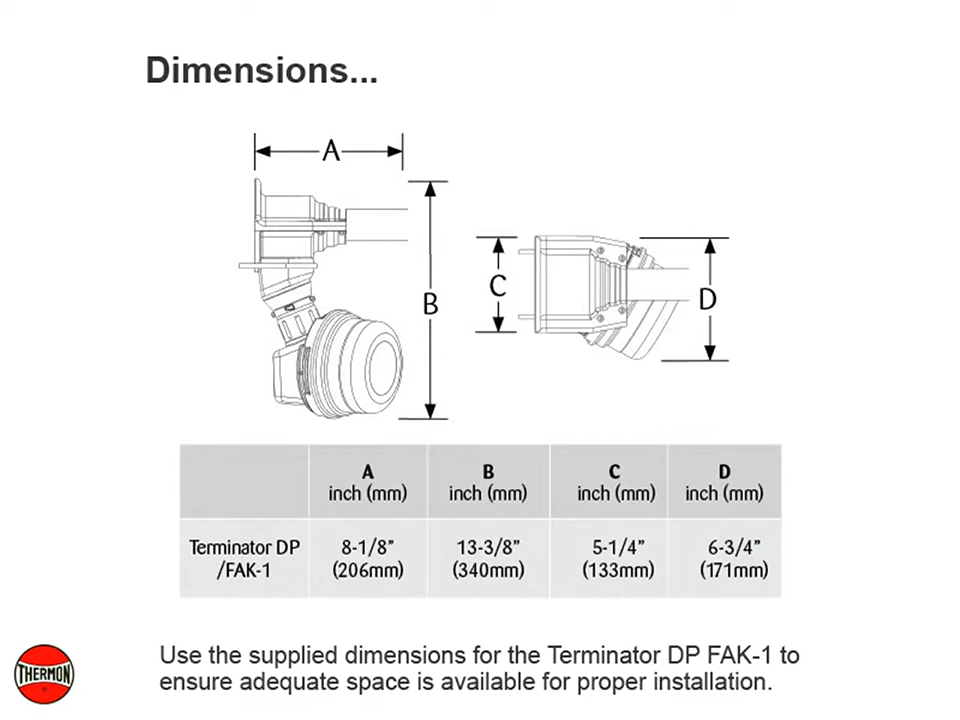 Dimensions...
A
B
C
D
A B C D
inch (mm) inch (mm) inch (mm) inch (mm)
Terminator DP 8-1/8" 13-3/8" 5-1/4" 6-3/4"
/FAK-1 (206mm) (340mm) (133mm) (171mm)
THERMON
®
Use the supplied dimensions for the Terminator DP FAK-1 to
ensure adequate space is available for proper installation.